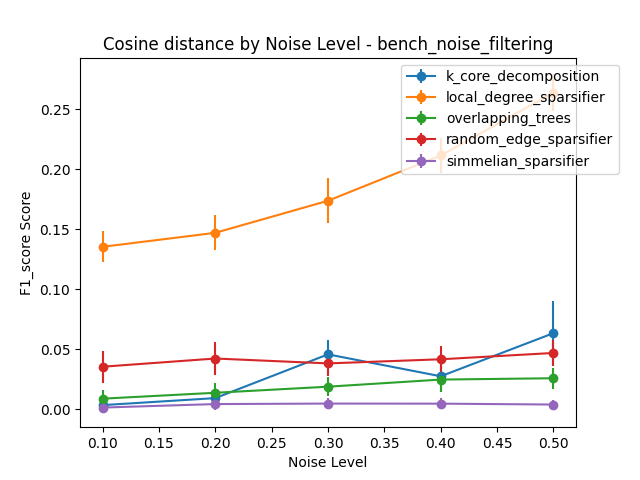 Cosine distance by Noise Level - bench_noise_filtering
k_core_decomposition
local_degree_sparsifier
overlapping_trees
random_edge_sparsifier
simmelian_sparsifier
F1_score Score
0.25
0.20
0.15
0.10
0.05
0.00
0.10 0.15 0.20 0.25 0.30 0.35 0.40 0.45 0.50
Noise Level